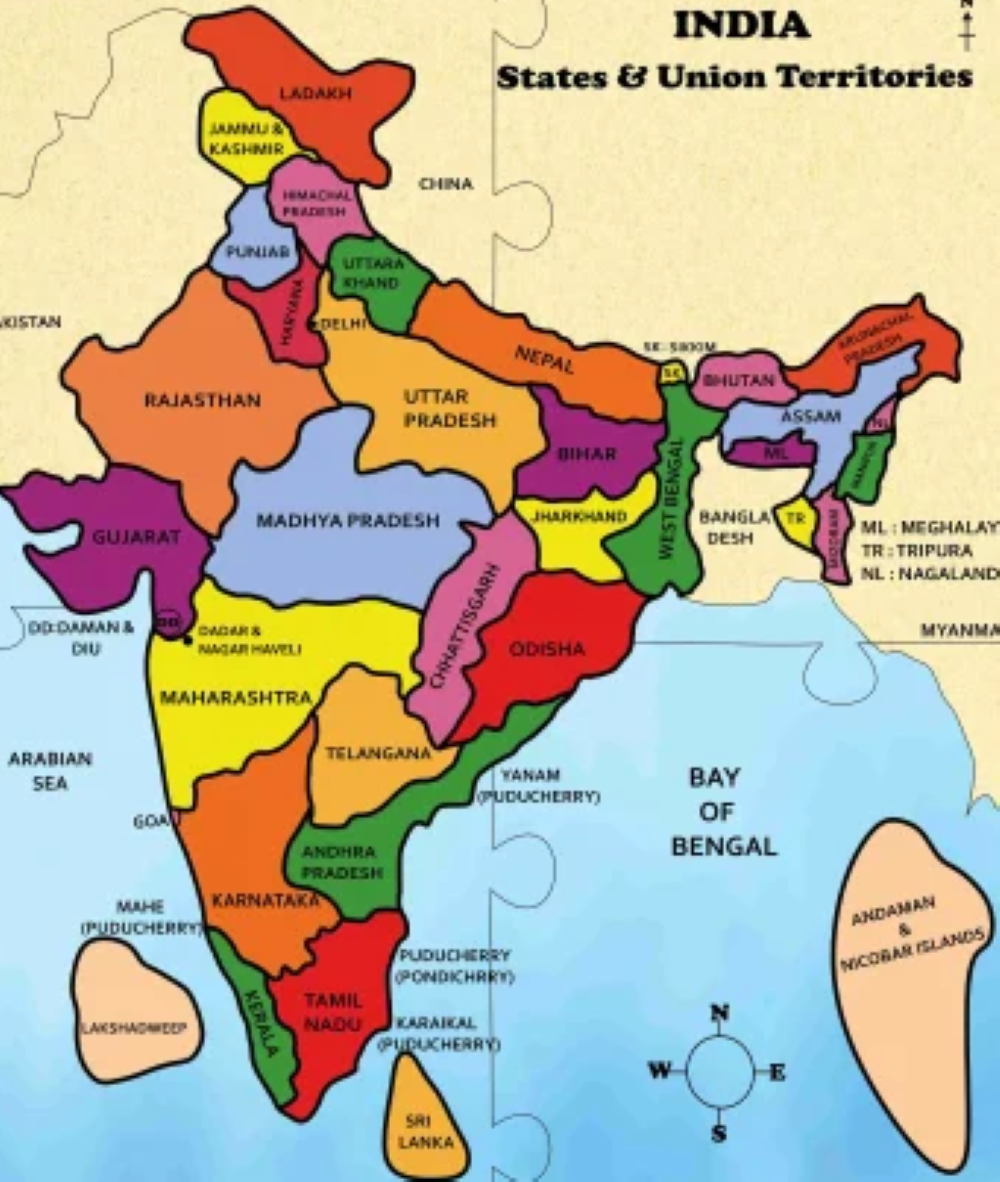 INDIA
N
States & Union Territories
LADAKH
JAMMU &
KASHMIR
CHINA
HIMACHAL
PRADESH
PUNJAB
UTTARA
KHAND
HARYANA
AKISTAN
DELHI
NEPAL
SK: SIKKIM
SK
BHUTAN
ARUNACHAL
PRADESH
RAJASTHAN
UTTAR
PRADESH
ASSAM
NL
BIHAR
ML
MANIPUR
WEST BENGAL
GUJARAT
MADHYA PRADESH
JHARKHAND
BANGLA
DESH
TR
MIZORAM
ML : MEGHALAY
TR : TRIPURA
NL : NAGALAND
DD
DD:DAMAN &
DIU
DADAR &
NAGAR HAVELI
CHHATTISGARH
ODISHA
MYANMA
MAHARASHTRA
TELANGANA
ARABIAN
SEA
YANAM
(PUDUCHERRY)
BAY
OF
BENGAL
GOA
ANDHRA
PRADESH
KARNATAKA
MAHE
(PUDUCHERRY)
ANDAMAN
&
NICOBAR ISLANDS
PUDUCHERRY
(PONDICHRRY)
KERALA
TAMIL
NADU
LAKSHADWEEP
KARAIKAL
(PUDUCHERRY)
N
W
E
S
SRI
LANKA